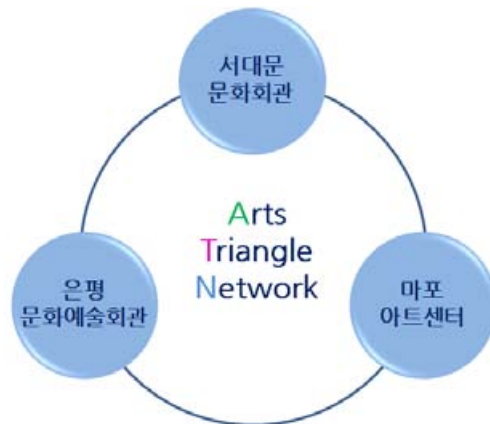 서대문
문화회관
Arts
Triangle
Network
은평
문화예술회관
마포
아트센터